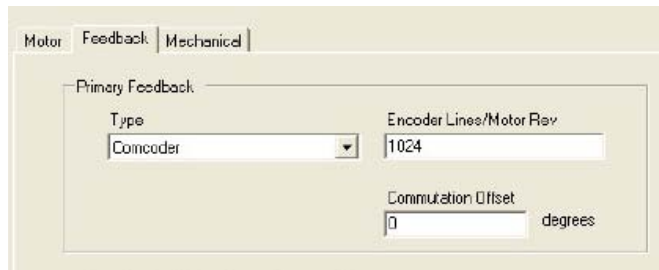 Motor Feedback Mechanical
Primary Feedback
Type
Encoder Lines/Motor Rev
Comcoder
1024
Commutation Offset
0 degrees